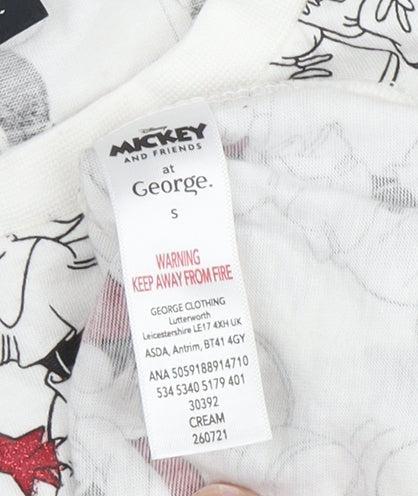 Disney
MICKEY
AND FRIENDS
at
George.
S
WARNING
KEEP AWAY FROM FIRE
GEORGE CLOTHING
Lutterworth
Leicestershire LE17 4XH UK
ASDA, Antrim, BT41 4GY
ANA 5059188914710
534 5340 5179 401
30392
CREAM
260721